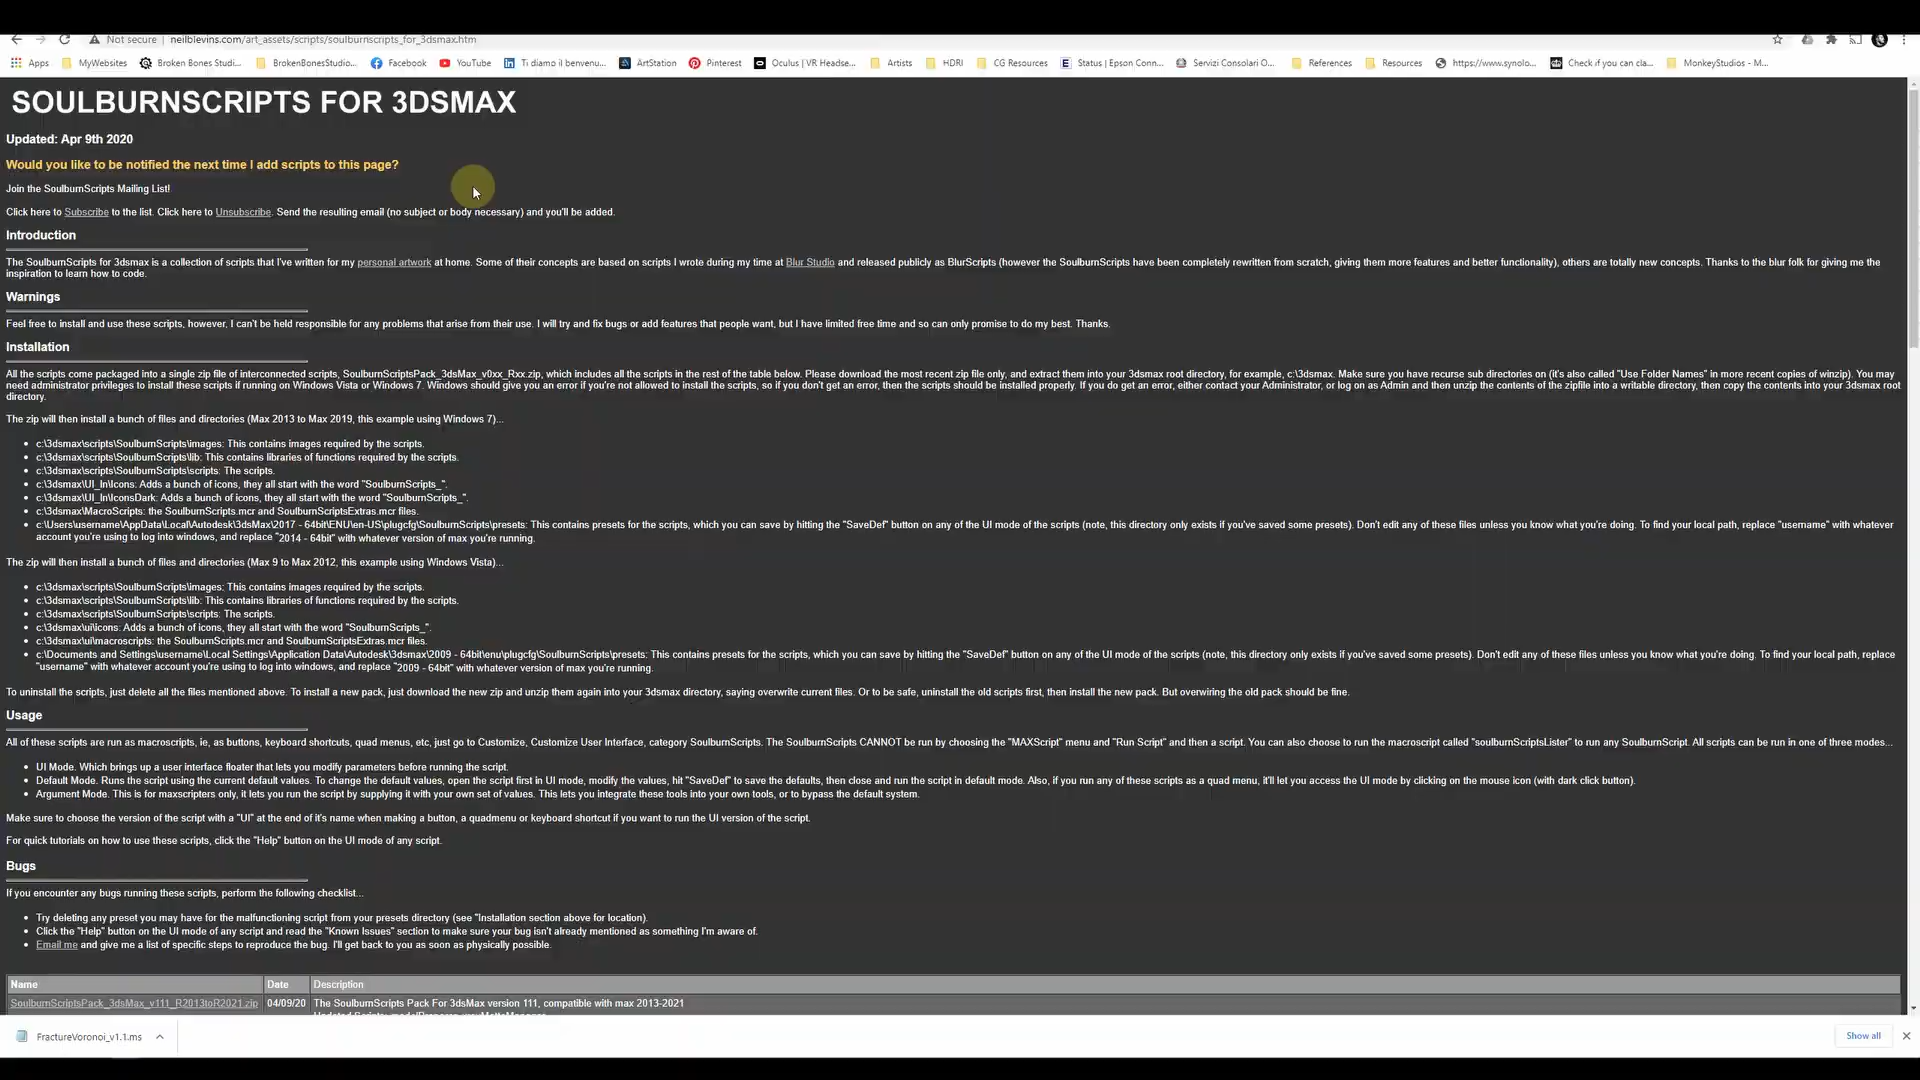 Not secure | neilblevins.com/art_assets/scripts/soulburnscripts_for_3dsmax.htm
Apps MyWebsites Broken Bones Studi... BrokenBonesStudio... Facebook YouTube Ti diamo il benvenu... ArtStation Pinterest Oculus | VR Headse... Artists HDRI CG Resources Status | Epson Conn... Servizi Consolari O... References Resources https://www.synolo... Check if you can cla... MonkeyStudios - M...
SOULBURNSCRIPTS FOR 3DSMAX
Updated: Apr 9th 2020
Would you like to be notified the next time I add scripts to this page?
Join the SoulburnScripts Mailing List!
Click here to Subscribe to the list. Click here to Unsubscribe. Send the resulting email (no subject or body necessary) and you'll be added.
Introduction
The SoulburnScripts for 3dsmax is a collection of scripts that I've written for my personal artwork at home. Some of their concepts are based on scripts I wrote during my time at Blur Studio and released publicly as BlurScripts (however the SoulburnScripts have been completely rewritten from scratch, giving them more features and better functionality), others are totally new concepts. Thanks to the blur folk for giving me the
inspiration to learn how to code.
Warnings
Feel free to install and use these scripts, however, I can't be held responsible for any problems that arise from their use. I will try and fix bugs or add features that people want, but I have limited free time and so can only promise to do my best. Thanks.
Installation
All the scripts come packaged into a single zip file of interconnected scripts, SoulburnScriptsPack_3dsMax_v0xx_Rxx.zip, which includes all the scripts in the rest of the table below. Please download the most recent zip file only, and extract them into your 3dsmax root directory, for example, c:\3dsmax. Make sure you have recurse sub directories on (it's also called "Use Folder Names" in more recent copies of winzip). You may
need administrator privileges to install these scripts if running on Windows Vista or Windows 7. Windows should give you an error if you're not allowed to install the scripts, so if you don't get an error, then the scripts should be installed properly. If you do get an error, either contact your Administrator, or log on as Admin and then unzip the contents of the zipfile into a writable directory, then copy the contents into your 3dsmax root
directory.
The zip will then install a bunch of files and directories (Max 2013 to Max 2019, this example using Windows 7)...
• c:\3dsmax\scripts\SoulburnScripts\images: This contains images required by the scripts.
• c:\3dsmax\scripts\SoulburnScripts\lib: This contains libraries of functions required by the scripts.
• c:\3dsmax\scripts\SoulburnScripts\scripts: The scripts.
• c:\3dsmax\UI_ln\Icons: Adds a bunch of icons, they all start with the word "SoulburnScripts_".
• c:\3dsmax\UI_ln\IconsDark: Adds a bunch of icons, they all start with the word "SoulburnScripts_".
• c:\3dsmax\MacroScripts: the SoulburnScripts.mcr and SoulburnScriptsExtras.mcr files.
• c:\Users\username\AppData\Local\Autodesk\3dsMax\2017 - 64bit\ENU\en-US\plugcfg\SoulburnScripts\presets: This contains presets for the scripts, which you can save by hitting the "SaveDef" button on any of the UI mode of the scripts (note, this directory only exists if you've saved some presets). Don't edit any of these files unless you know what you're doing. To find your local path, replace "username" with whatever
account you're using to log into windows, and replace "2014 - 64bit" with whatever version of max you're running.
The zip will then install a bunch of files and directories (Max 9 to Max 2012, this example using Windows Vista)...
• c:\3dsmax\scripts\SoulburnScripts\images: This contains images required by the scripts.
• c:\3dsmax\scripts\SoulburnScripts\lib: This contains libraries of functions required by the scripts.
• c:\3dsmax\scripts\SoulburnScripts\scripts: The scripts.
• c:\3dsmax\ui\icons: Adds a bunch of icons, they all start with the word "SoulburnScripts_".
• c:\3dsmax\ui\macroscripts: the SoulburnScripts.mcr and SoulburnScriptsExtras.mcr files.
• c:\Documents and Settings\username\Local Settings\Application Data\Autodesk\3dsmax\2009 - 64bit\enu\plugcfg\SoulburnScripts\presets: This contains presets for the scripts, which you can save by hitting the "SaveDef" button on any of the UI mode of the scripts (note, this directory only exists if you've saved some presets). Don't edit any of these files unless you know what you're doing. To find your local path, replace
"username" with whatever account you're using to log into windows, and replace "2009 - 64bit" with whatever version of max you're running.
To uninstall the scripts, just delete all the files mentioned above. To install a new pack, just download the new zip and unzip them again into your 3dsmax directory, saying overwrite current files. Or to be safe, uninstall the old scripts first, then install the new pack. But overwiring the old pack should be fine.
Usage
All of these scripts are run as macroscripts, ie, as buttons, keyboard shortcuts, quad menus, etc, just go to Customize, Customize User Interface, category SoulburnScripts. The SoulburnScripts CANNOT be run by choosing the "MAXScript" menu and "Run Script" and then a script. You can also choose to run the macroscript called "soulburnScriptsLister" to run any SoulburnScript. All scripts can be run in one of three modes...
• UI Mode. Which brings up a user interface floater that lets you modify parameters before running the script.
• Default Mode. Runs the script using the current default values. To change the default values, open the script first in UI mode, modify the values, hit "SaveDef" to save the defaults, then close and run the script in default mode. Also, if you run any of these scripts as a quad menu, it'll let you access the UI mode by clicking on the mouse icon (with dark click button).
• Argument Mode. This is for maxscripters only, it lets you run the script by supplying it with your own set of values. This lets you integrate these tools into your own tools, or to bypass the default system.
Make sure to choose the version of the script with a "UI" at the end of it's name when making a button, a quadmenu or keyboard shortcut if you want to run the UI version of the script.
For quick tutorials on how to use these scripts, click the "Help" button on the UI mode of any script.
Bugs
If you encounter any bugs running these scripts, perform the following checklist...
• Try deleting any preset you may have for the malfunctioning script from your presets directory (see "Installation section above for location).
• Click the "Help" button on the UI mode of any script and read the "Known Issues" section to make sure your bug isn't already mentioned as something I'm aware of.
• Email me and give me a list of specific steps to reproduce the bug. I'll get back to you as soon as physically possible.
Name Date Description
SoulburnScriptsPack_3dsMax_v111_R2013toR2021.zip 04/09/20 The SoulburnScripts Pack For 3dsMax version 111, compatible with max 2013-2021
FractureVoronoi_v1.1.ms Show all